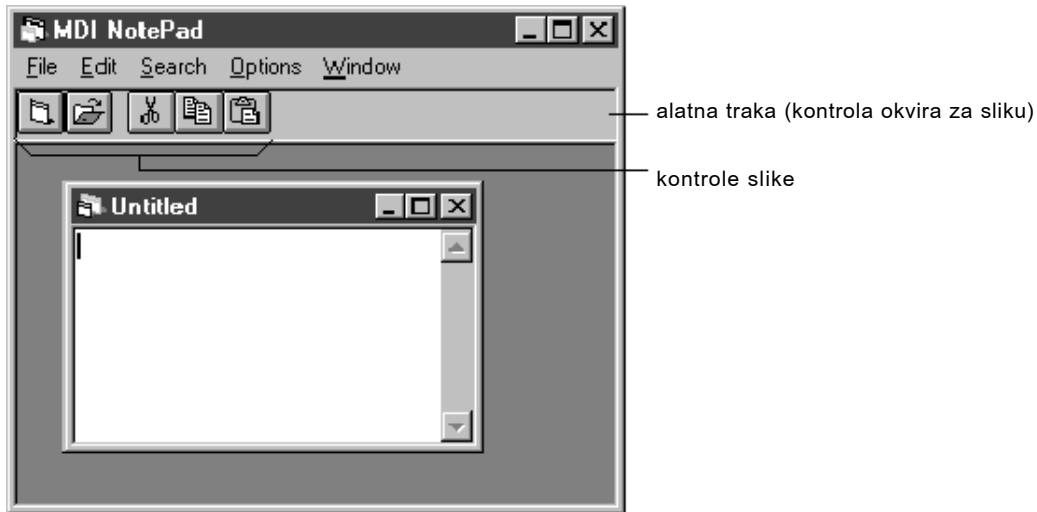 MDI NotePad
File Edit Search Options Window
alatna traka (kontrola okvira za sliku)
kontrole slike
Untitled